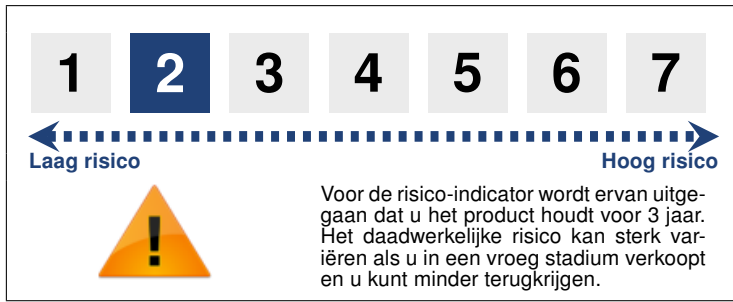 1 2 3 4 5 6 7
Laag risico Hoog risico
!
Voor de risico-indicator wordt ervan uitge-
gaan dat u het product houdt voor 3 jaar.
Het daadwerkelijke risico kan sterk var-
iëren als u in een vroeg stadium verkoopt
en u kunt minder terugkrijgen.